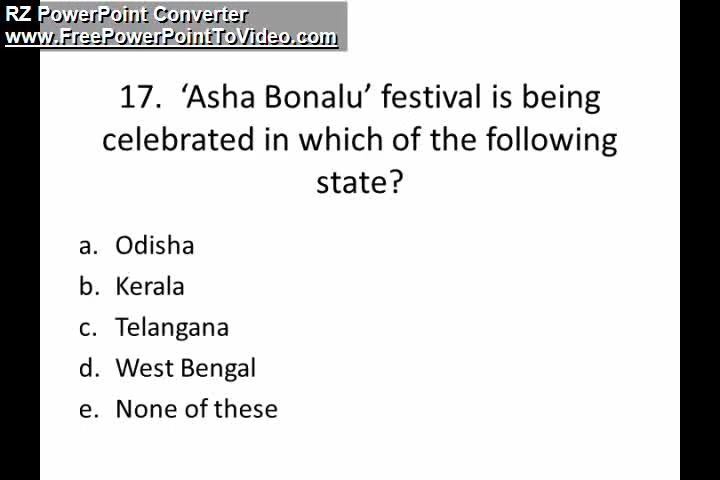 RZ PowerPoint Converter
www.FreePowerPointToVideo.com
17. ‘Asha Bonalu’ festival is being
celebrated in which of the following
state?
a. Odisha
b. Kerala
c. Telangana
d. West Bengal
e. None of these